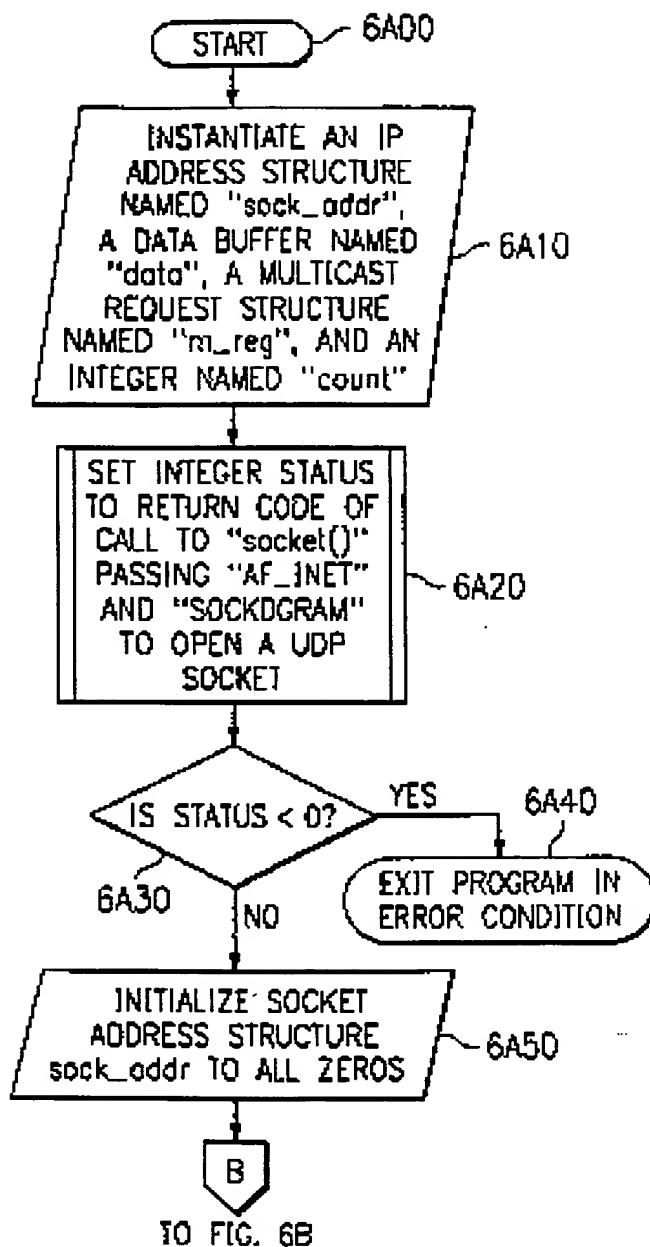 START
6A00
INSTANTIATE AN IP
ADDRESS STRUCTURE
NAMED "sock_addr",
A DATA BUFFER NAMED
"data", A MULTICAST
REQUEST STRUCTURE
NAMED "m_reg", AND AN
INTEGER NAMED "count"
6A10
SET INTEGER STATUS
TO RETURN CODE OF
CALL TO "socket()"
PASSING "AF_INET"
AND "SOCKDGRAM"
TO OPEN A UDP
SOCKET
6A20
IS STATUS < 0?
YES
6A30
NO
6A40
EXIT PROGRAM IN
ERROR CONDITION
INITIALIZE SOCKET
ADDRESS STRUCTURE
sock_addr TO ALL ZEROS
6A50
B
TO FIG. 6B